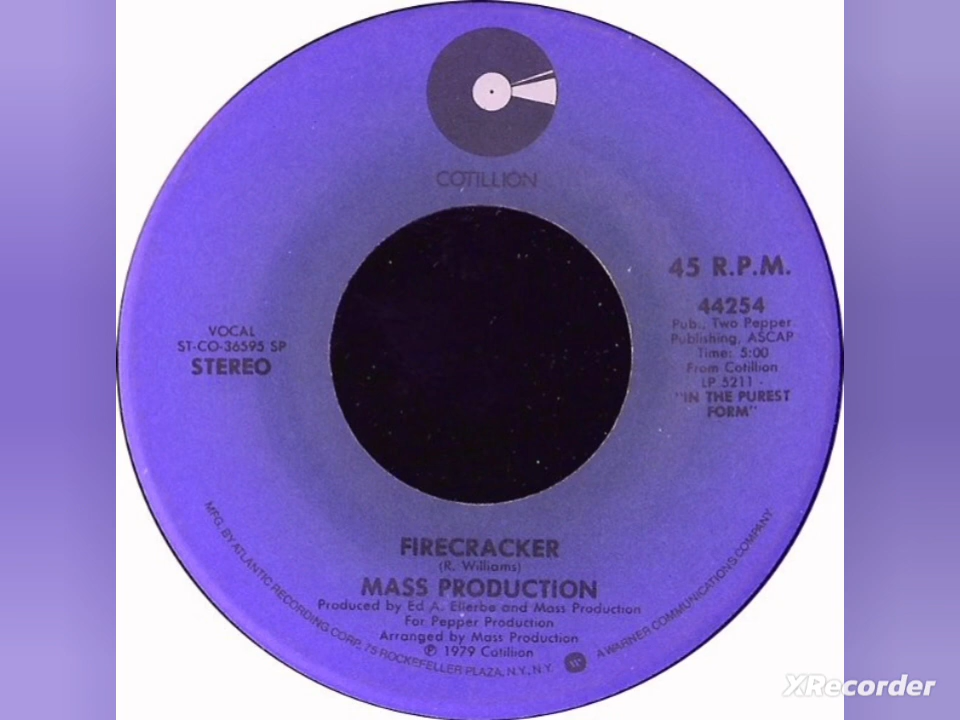 COTILLION
45 R.P.M.
44254
Pub., Two Pepper
Publishing, ASCAP
Time: 5:00
From Cotillion
LP 5211 -
"IN THE PUREST
FORM"
VOCAL
ST-CO-36595 SP
STEREO
FIRECRACKER
(R. Williams)
MASS PRODUCTION
Produced by Ed A. Ellerbe and Mass Production
For Pepper Production
Arranged by Mass Production
℗ 1979 Cotillion
MFG. BY ATLANTIC RECORDING CORP. 75 ROCKEFELLER PLAZA, N.Y., N.Y. A WARNER COMMUNICATIONS COMPANY
XRecorder